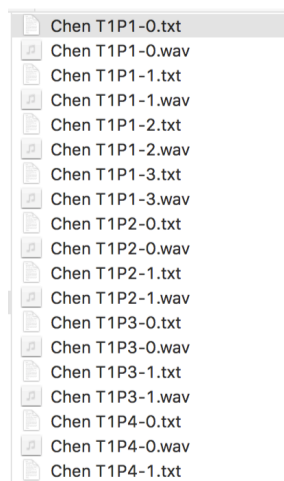 Chen T1P1-0.txt
Chen T1P1-0.wav
Chen T1P1-1.txt
Chen T1P1-1.wav
Chen T1P1-2.txt
Chen T1P1-2.wav
Chen T1P1-3.txt
Chen T1P1-3.wav
Chen T1P2-0.txt
Chen T1P2-0.wav
Chen T1P2-1.txt
Chen T1P2-1.wav
Chen T1P3-0.txt
Chen T1P3-0.wav
Chen T1P3-1.txt
Chen T1P3-1.wav
Chen T1P4-0.txt
Chen T1P4-0.wav
Chen T1P4-1.txt